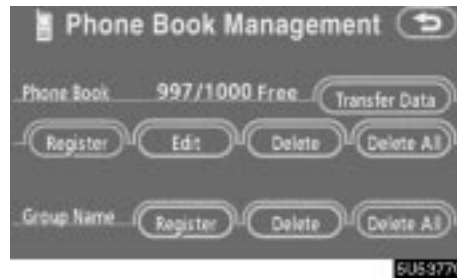 Phone Book Management
Phone Book 997/1000 Free Transfer Data
Register Edit Delete Delete All
Group Name Register Delete Delete All
5U5377